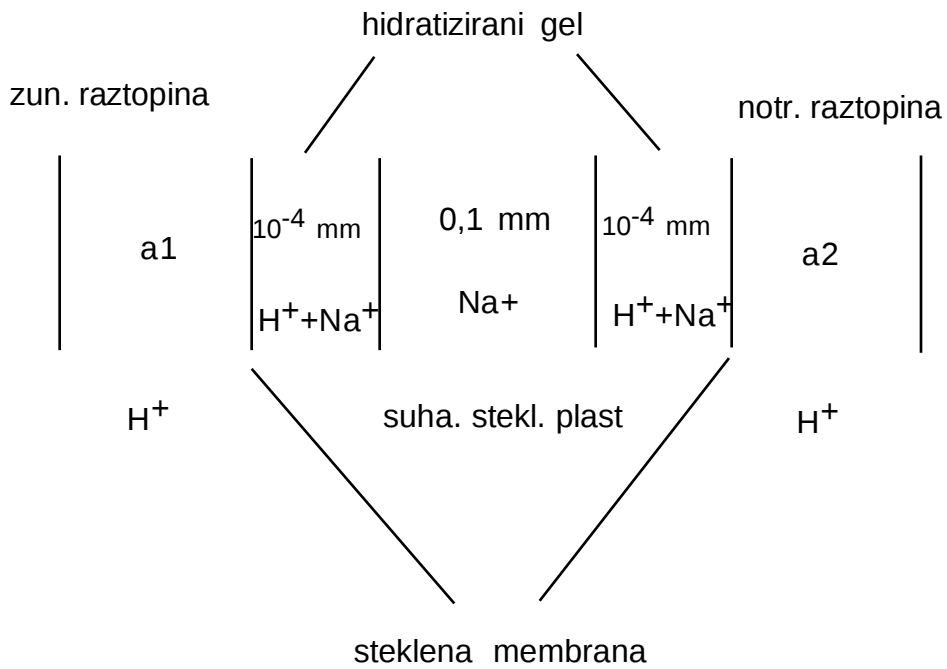 hidratizirani gel
zun. raztopina
notr. raztopina
a1
10-4 mm
H++Na+
0,1 mm
Na+
10-4 mm
H++Na+
a2
H+
suha. stekl. plast
H+
steklena membrana